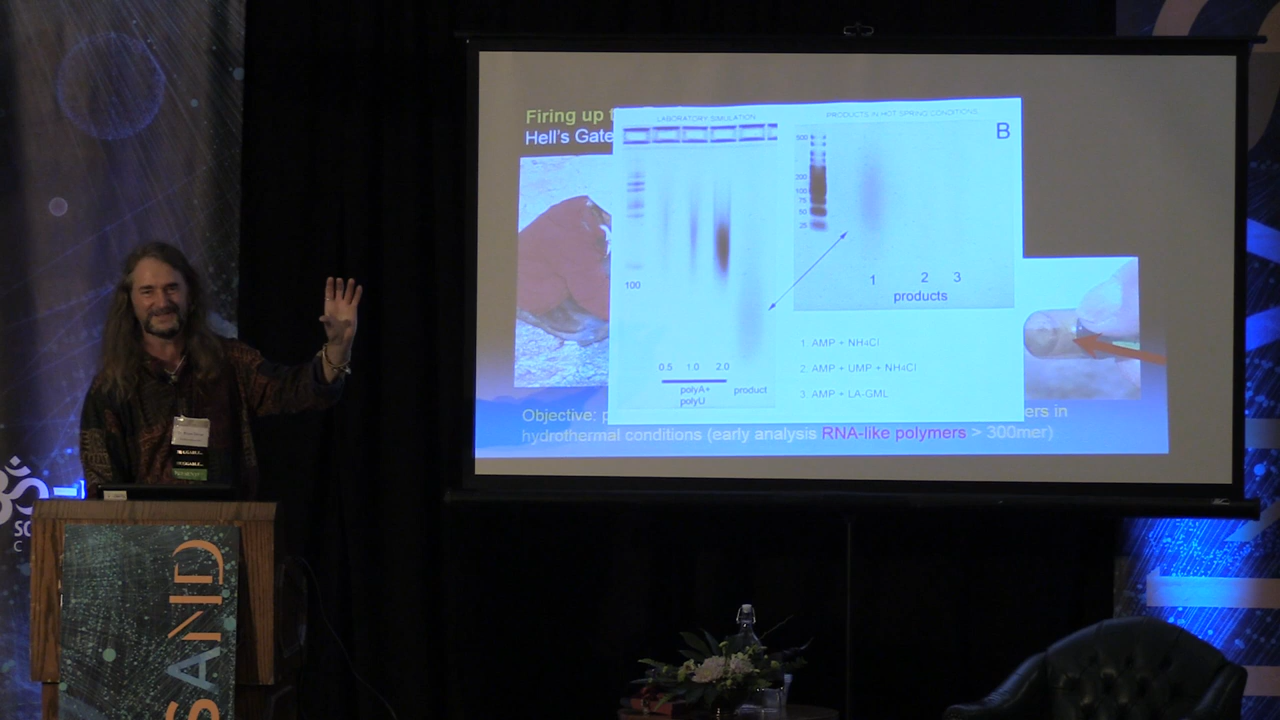 Firing up t
Hell's Gate
LABORATORY SIMULATION
PRODUCTS IN HOT SPRING CONDITIONS
B
500
200
100
75
50
25
100
1 2 3
products
0.5 1.0 2.0
polyA+
polyU
product
1. AMP + NH4Cl
2. AMP + UMP + NH4Cl
3. AMP + LA-GML
Objective: p
ers in
hydrothermal conditions (early analysis RNA-like polymers > 300mer)
SAND